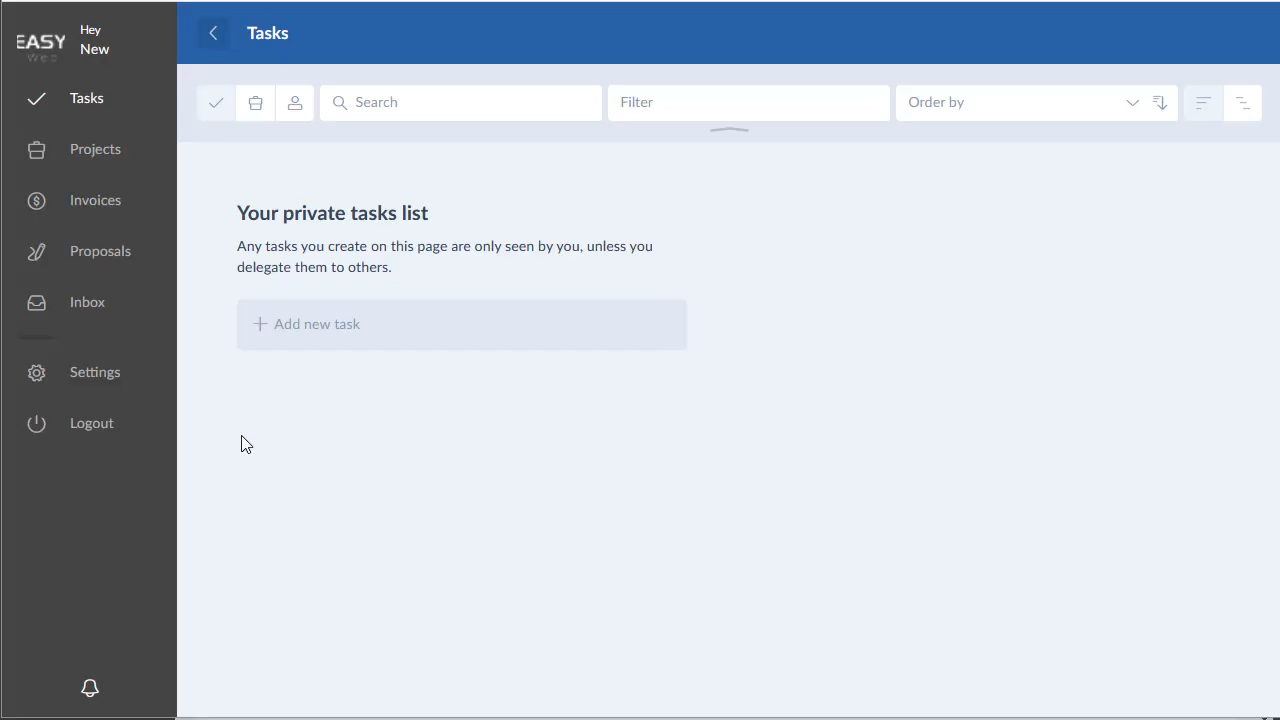 EASY
Hey
New
Tasks
Projects
Invoices
Proposals
Inbox
Settings
Logout
Tasks
Search
Filter
Order by
Your private tasks list
Any tasks you create on this page are only seen by you, unless you
delegate them to others.
Add new task